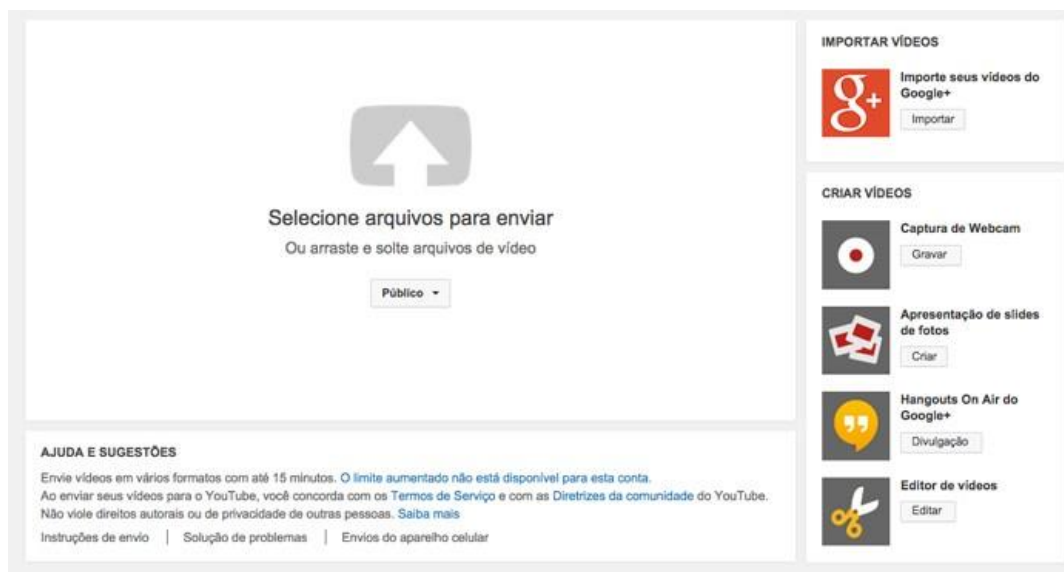 Selecione arquivos para enviar
Ou arraste e solte arquivos de vídeo
Público
AJUDA E SUGESTÕES
Envie vídeos em vários formatos com até 15 minutos. O limite aumentado não está disponível para esta conta.
Ao enviar seus vídeos para o YouTube, você concorda com os Termos de Serviço e com as Diretrizes da comunidade do YouTube.
Não viole direitos autorais ou de privacidade de outras pessoas. Saiba mais
Instruções de envio | Solução de problemas | Envios do aparelho celular
IMPORTAR VÍDEOS
g+
Importe seus vídeos do
Google+
Importar
CRIAR VÍDEOS
Captura de Webcam
Gravar
Apresentação de slides
de fotos
Criar
Hangouts On Air do
Google+
Divulgação
Editor de vídeos
Editar